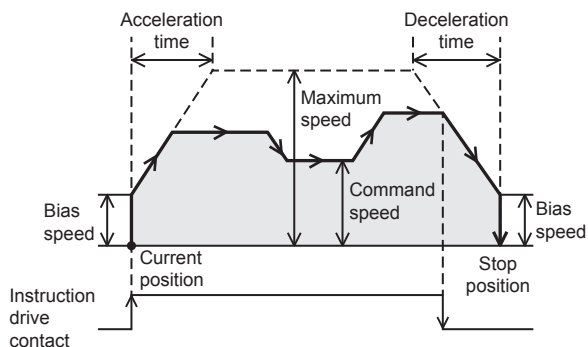 Acceleration
time
Deceleration
time
Maximum
speed
Command
speed
Bias
speed
Bias
speed
Current
position
Stop
position
Instruction
drive
contact